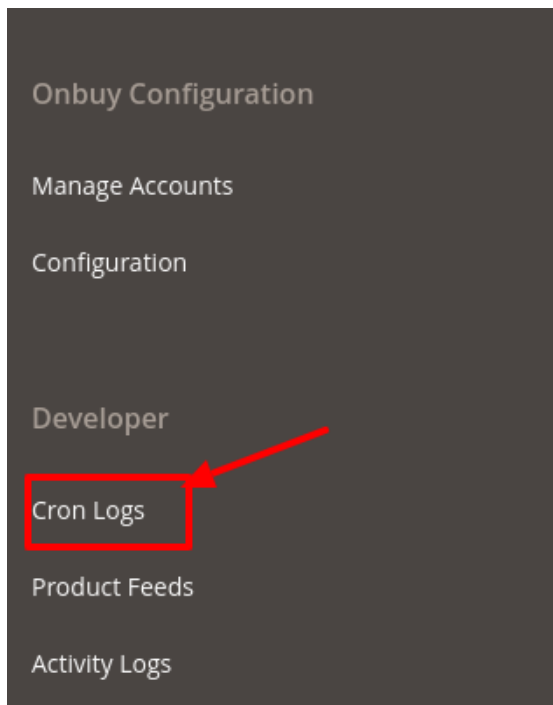 Onbuy Configuration
Manage Accounts
Configuration
Developer
Cron Logs
Product Feeds
Activity Logs